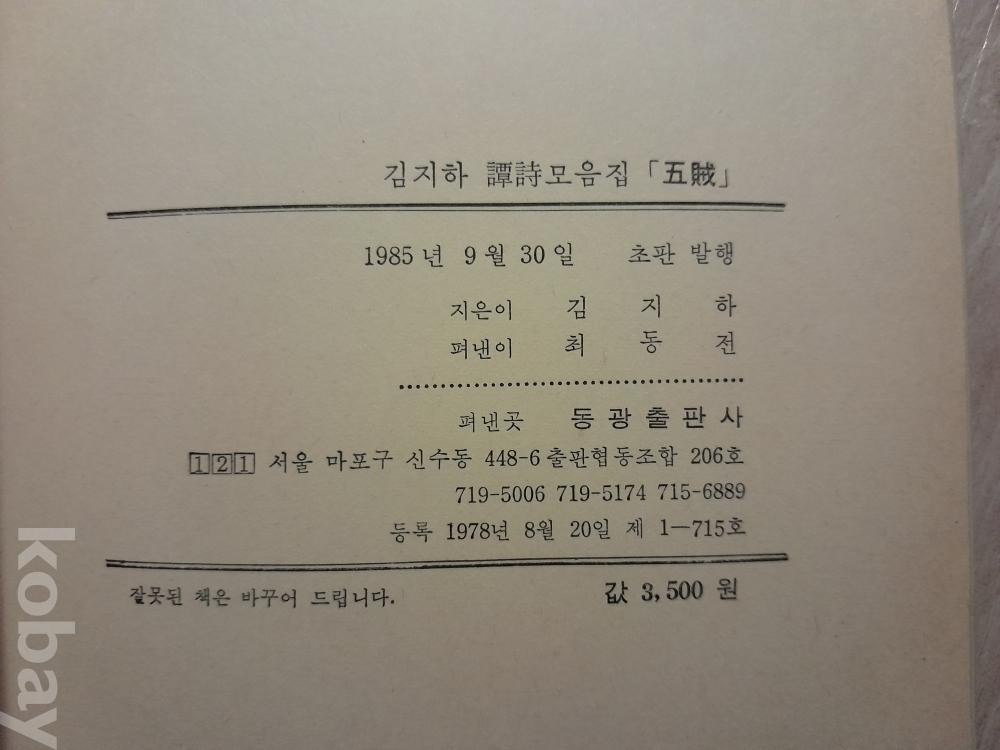 김지하 譚詩모음집 「五賊」
1985년 9월 30일 초판 발행
지은이 김 지 하
펴낸이 최 동 전
펴낸곳 동광출판사
121 서울 마포구 신수동 448-6 출판협동조합 206호
719-5006 719-5174 715-6889
등록 1978년 8월 20일 제 1—715호
잘못된 책은 바꾸어 드립니다.
값 3,500 원
kobay